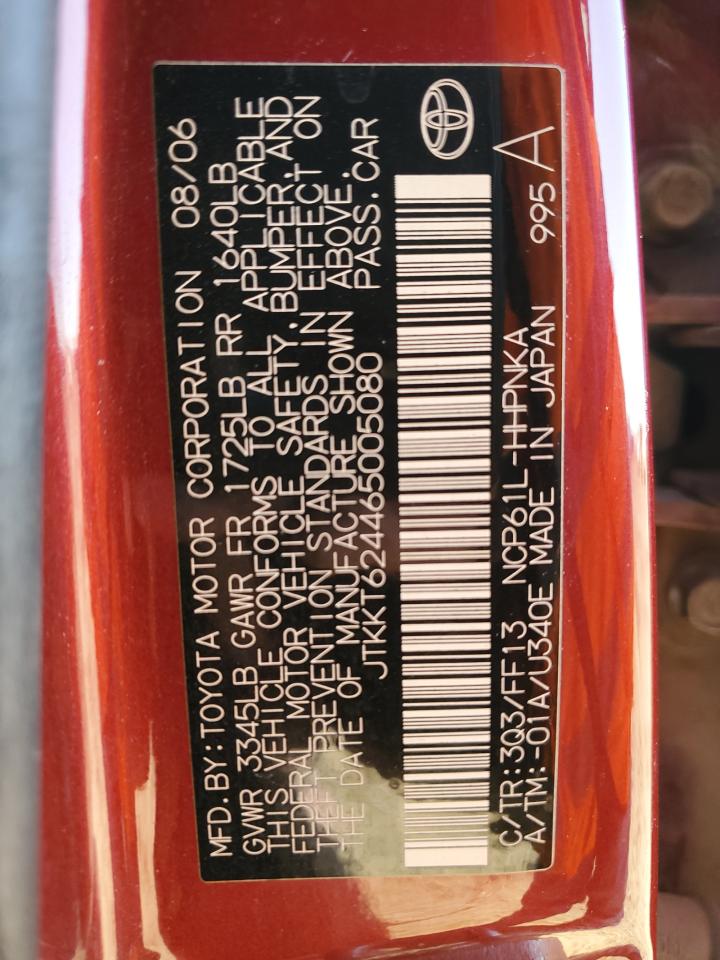 MFD.BY:TOYOTA MOTOR CORPORATION 08/06
GVWR 3345LB GAWR FR 1725LB RR 1640LB
THIS VEHICLE CONFORMS TO ALL APPLICABLE
FEDERAL MOTOR VEHICLE SAFETY, BUMPER, AND
THEFT PREVENTION STANDARDS IN EFFECT ON
THE DATE OF MANUFACTURE SHOWN ABOVE.
JTKKT624465005080 PASS.CAR
C/TR:3Q3/FF13 NCP61L-HHPNKA
A/TM:-01A/U340E MADE IN JAPAN 995 A